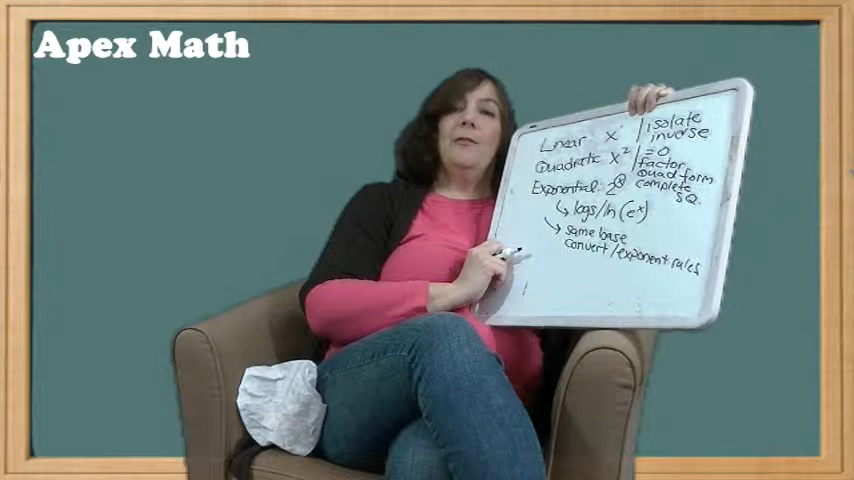 Apex Math
Linear x | isolate
inverse
Quadratic x² | =0
factor
quad form
complete
SQ.
Exponential: 2ˣ
↳ logs/ln (eˣ)
↳ same base
convert/exponent rules